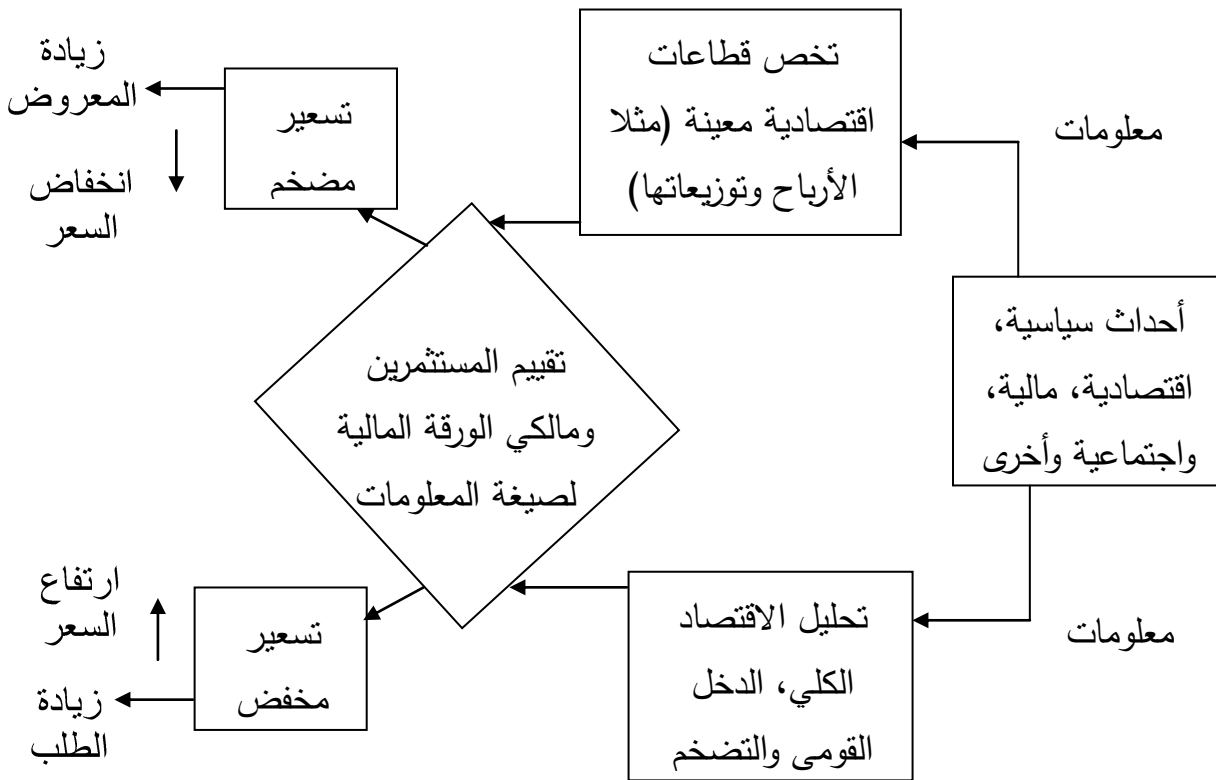 أحداث سياسية،
اقتصادية، مالية،
واجتماعية وأخرى
معلومات
تخص قطاعات
اقتصادية معينة (مثلا
الأرباح وتوزيعاتها)
معلومات
تحليل الاقتصاد
الكلي، الدخل
القومي والتضخم
تقييم المستثمرين
ومالكي الورقة المالية
لصيغة المعلومات
تسعير
مضخم
زيادة
المعروض
انخفاض
السعر
تسعير
مخفض
ارتفاع
السعر
زيادة
الطلب